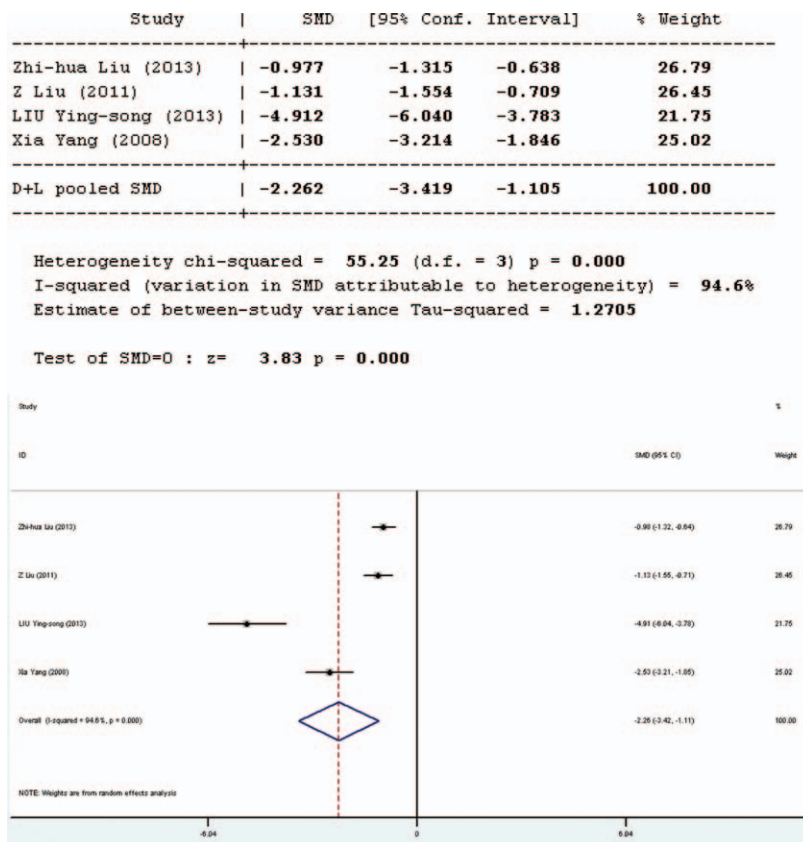 Study | SMD [95% Conf. Interval] % Weight
Zhi-hua Liu (2013) | -0.977 -1.315 -0.638 26.79
Z Liu (2011) | -1.131 -1.554 -0.709 26.45
LIU Ying-song (2013) | -4.912 -6.040 -3.783 21.75
Xia Yang (2008) | -2.530 -3.214 -1.846 25.02
D+L pooled SMD | -2.262 -3.419 -1.105 100.00
Heterogeneity chi-squared = 55.25 (d.f. = 3) p = 0.000
I-squared (variation in SMD attributable to heterogeneity) = 94.6%
Estimate of between-study variance Tau-squared = 1.2705
Test of SMD=0 : z= 3.83 p = 0.000
Study %
ID SMD (95% CI) Weight
Zhi-hua Liu (2013) -0.98 (-1.32, -0.64) 26.79
Z Liu (2011) -1.13 (-1.55, -0.71) 26.45
LIU Ying-song (2013) -4.91 (-6.04, -3.78) 21.75
Xia Yang (2008) -2.53 (-3.21, -1.85) 25.02
Overall (I-squared = 94.6%, p = 0.000) -2.26 (-3.42, -1.11) 100.00
NOTE: Weights are from random effects analysis
-6.04 0 6.04